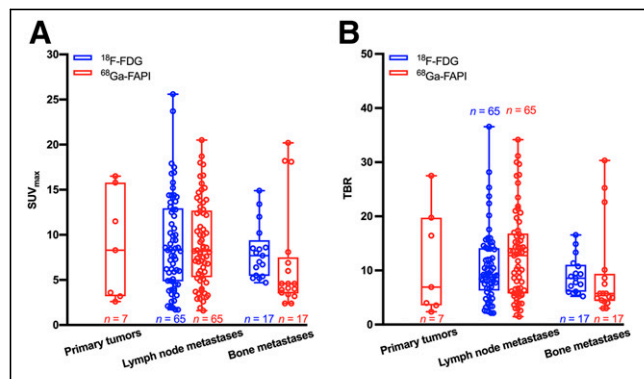 A
30
25
20
15
10
5
0
SUVmax
18F-FDG
68Ga-FAPI
n = 7
n = 65
n = 65
n = 17
n = 17
Primary tumors
Lymph node metastases
Bone metastases
B
50
40
30
20
10
0
TBR
18F-FDG
68Ga-FAPI
n = 65
n = 65
n = 7
n = 17
n = 17
Primary tumors
Lymph node metastases
Bone metastases